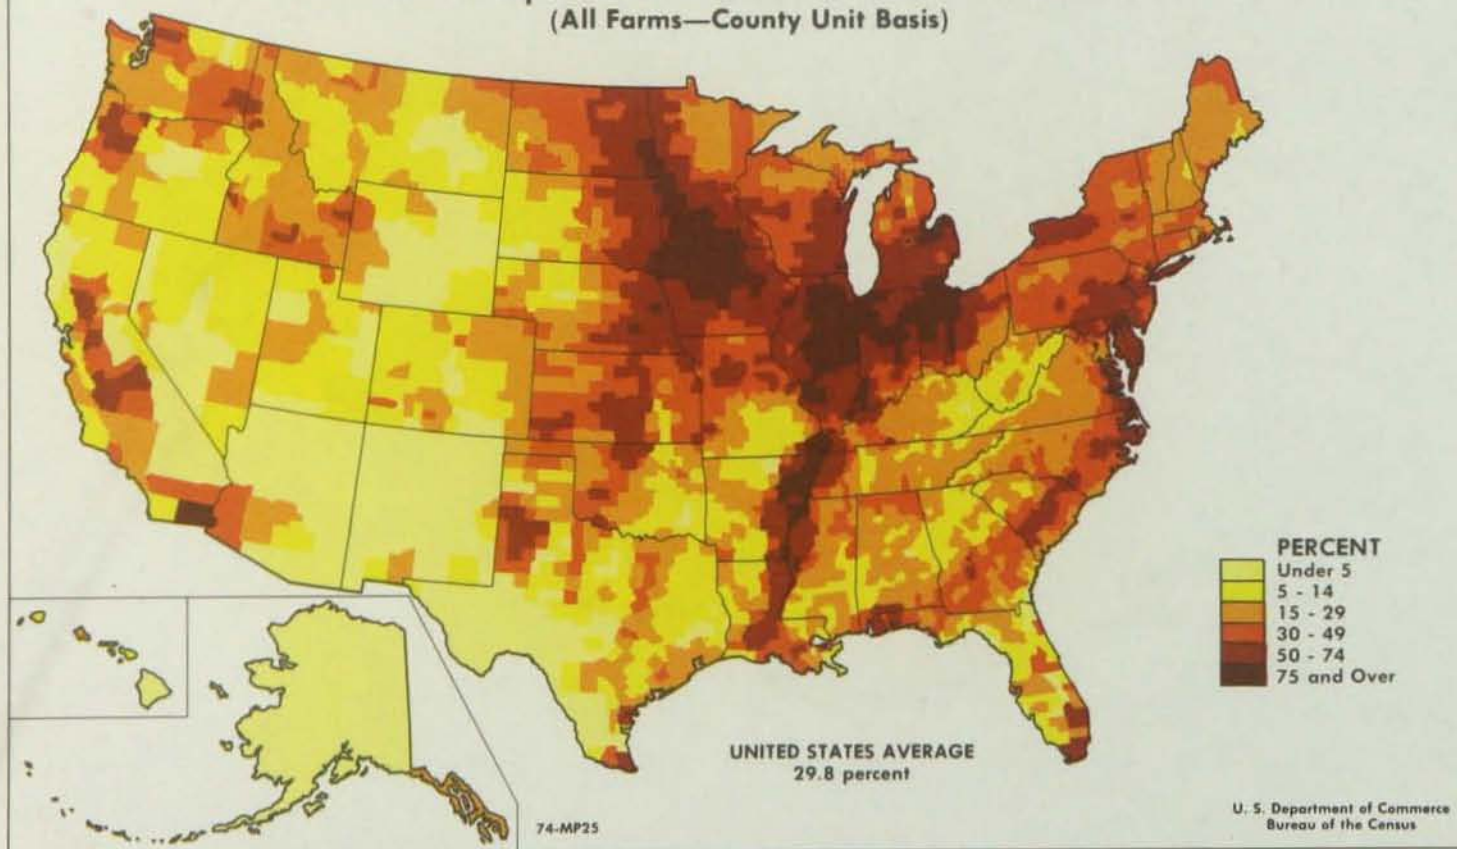 (All Farms—County Unit Basis)
PERCENT
Under 5
5 - 14
15 - 29
30 - 49
50 - 74
75 and Over
UNITED STATES AVERAGE
29.8 percent
74-MP25
U. S. Department of Commerce
Bureau of the Census